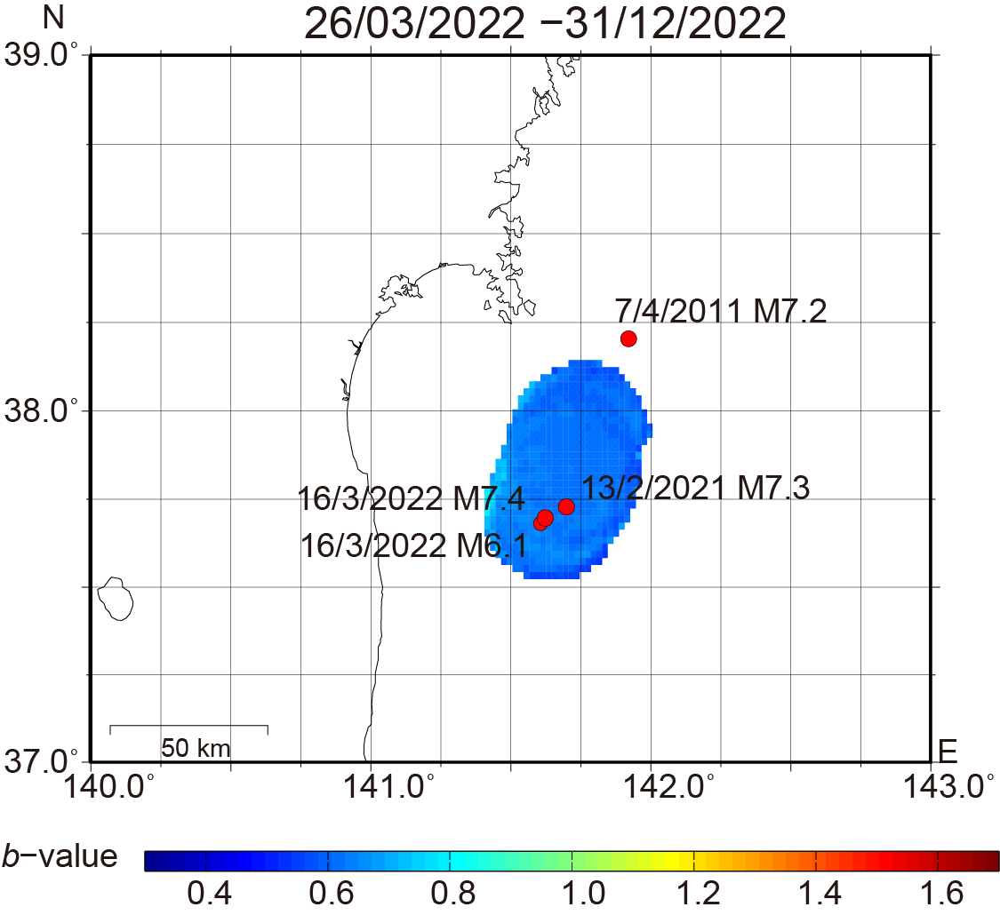 26/03/2022 −31/12/2022
N
39.0°
7/4/2011 M7.2
38.0°
13/2/2021 M7.3
16/3/2022 M7.4
16/3/2022 M6.1
50 km
37.0°
E
140.0° 141.0° 142.0° 143.0°
b−value
0.4 0.6 0.8 1.0 1.2 1.4 1.6